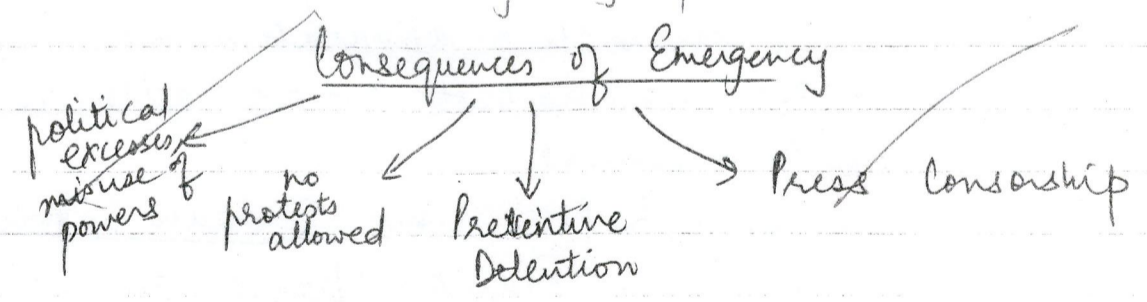 Consequences of Emergency
political
excesses,
misuse of
powers
no
protests
allowed
Preventive
Detention
Press Consorship